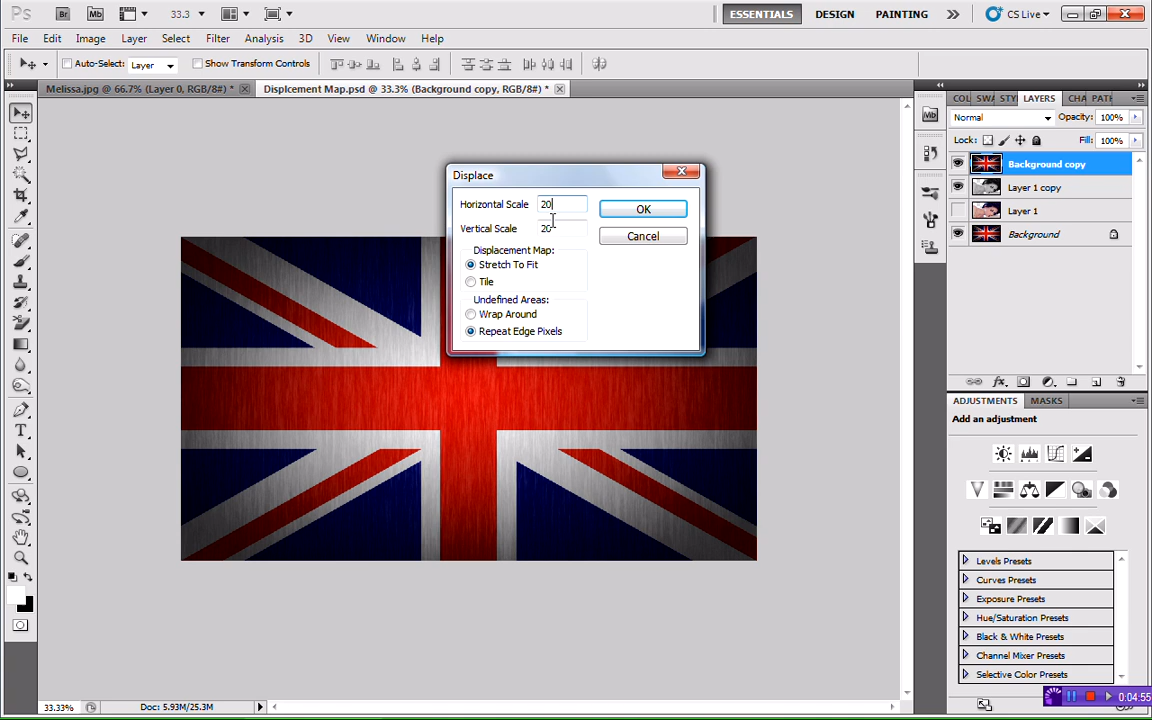 Ps Br Mb 33.3 ESSENTIALS DESIGN PAINTING CS Live
File Edit Image Layer Select Filter Analysis 3D View Window Help
Auto-Select: Layer Show Transform Controls
Melissa.jpg @ 66.7% (Layer 0, RGB/8#) * Displcement Map.psd @ 33.3% (Background copy, RGB/8#) *
COL SWA STYL LAYERS CHA PATH
Normal Opacity: 100%
Lock: Fill: 100%
Background copy
Layer 1 copy
Layer 1
Background
Mb
Displace
Horizontal Scale 20
OK
Vertical Scale 20
Cancel
Displacement Map:
Stretch To Fit
Tile
Undefined Areas:
Wrap Around
Repeat Edge Pixels
T
fx
ADJUSTMENTS MASKS
Add an adjustment
V
Levels Presets
Curves Presets
Exposure Presets
Hue/Saturation Presets
Black & White Presets
Channel Mixer Presets
Selective Color Presets
33.33% Doc: 5.93M/25.3M
0:04:55